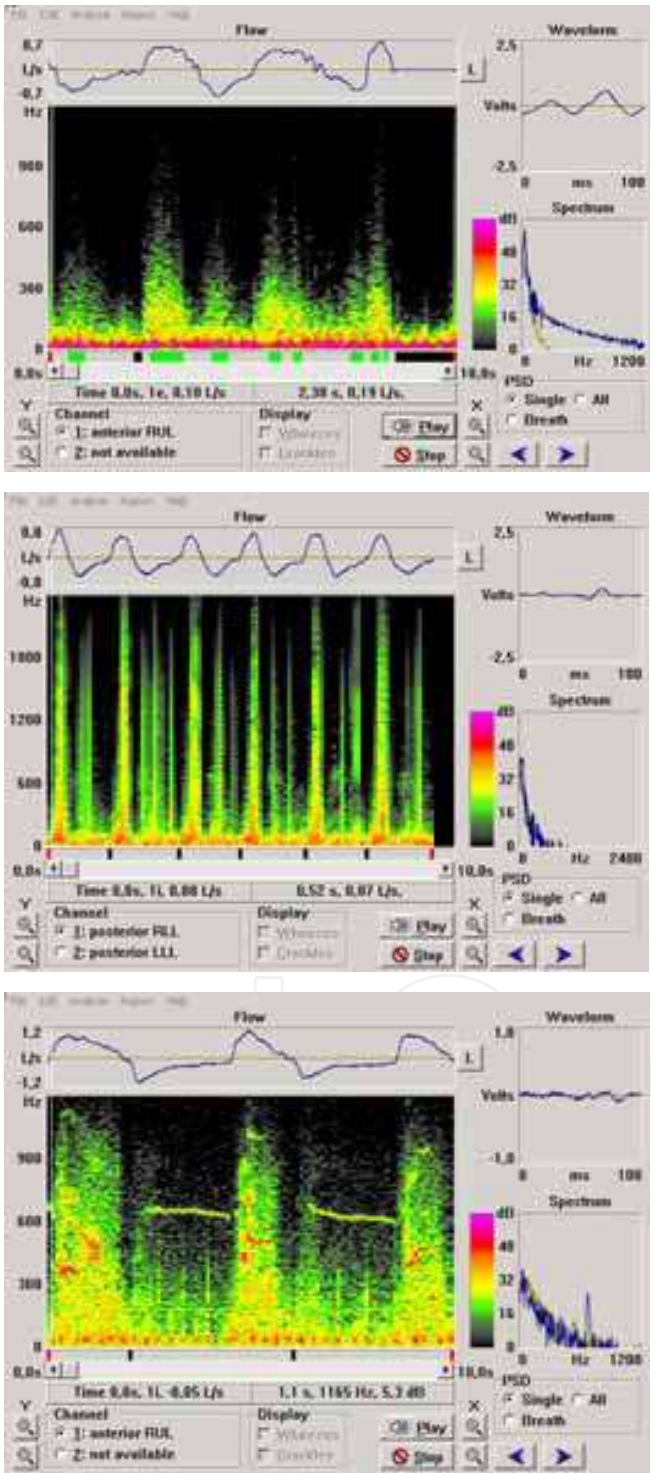 Flow
Waveform
0,7
L/s
-0,7
L
2,5
Volts
-2,5
0 ms 100
Hz
900
600
300
0
Spectrum
dB
48
32
16
0
0 Hz 1200
0,0s
10,0s
Time 0,0s, 1e, 0,10 L/s
2,30 s, 0,19 L/s,
PSD
Single All
Breath
Y
Channel
1: anterior RUL
2: not available
Display
Wheezes
Crackles
Play
Stop
X
Flow
Waveform
0,8
L/s
-0,8
L
2,5
Volts
-2,5
0 ms 100
Hz
1800
1200
600
0
Spectrum
dB
48
32
16
0
0 Hz 2400
0,0s
10,0s
Time 0,0s, 1i, 0,08 L/s
0,52 s, 0,07 L/s,
PSD
Single All
Breath
Y
Channel
1: posterior RLL
2: posterior LLL
Display
Wheezes
Crackles
Play
Stop
X
Flow
Waveform
1,2
L/s
-1,2
L
1,0
Volts
-1,0
0 ms 100
Hz
900
600
300
0
Spectrum
dB
48
32
16
0
0 Hz 1200
0,0s
10,0s
Time 0,0s, 1i, -0,05 L/s
1,1 s, 1165 Hz, 5,3 dB
PSD
Single All
Breath
Y
Channel
1: anterior RUL
2: not available
Display
Wheezes
Crackles
Play
Stop
X